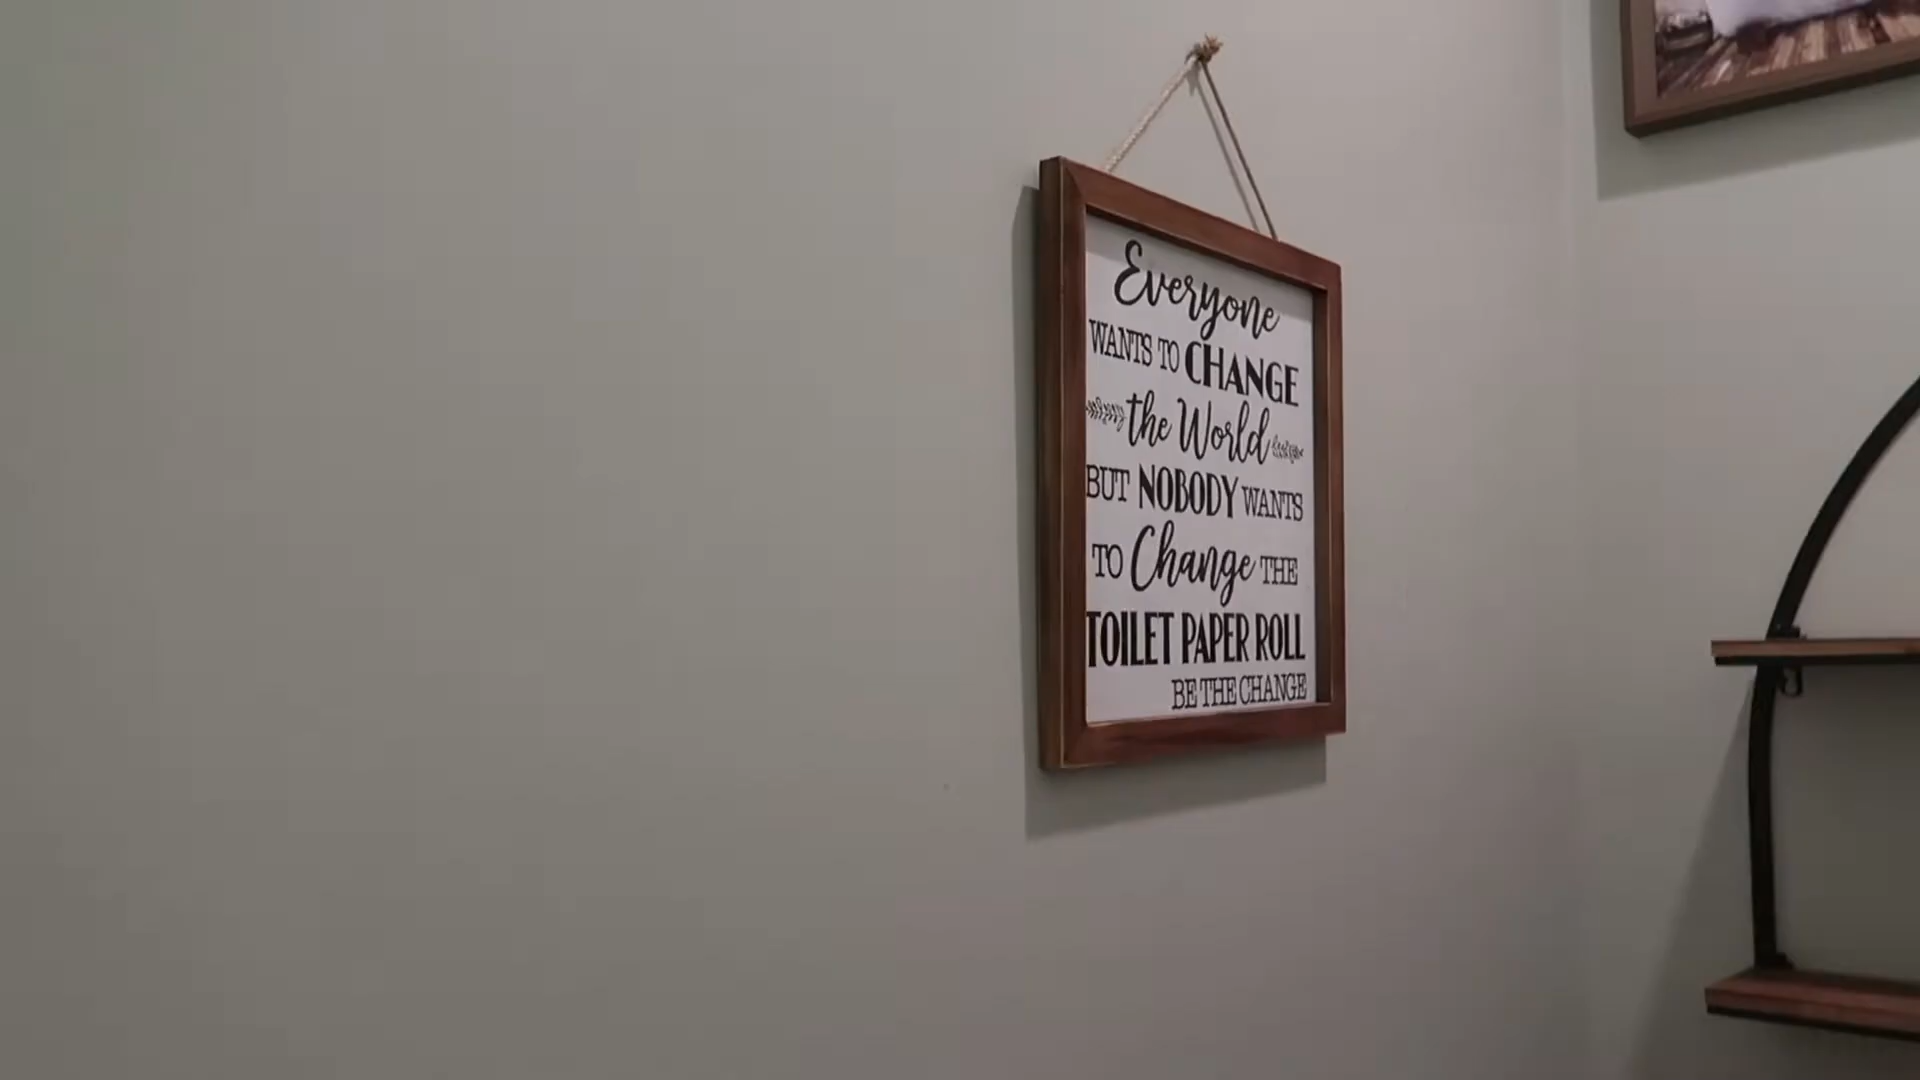 Everyone
WANTS TO CHANGE
the World
BUT NOBODY WANTS
TO Change THE
TOILET PAPER ROLL
BE THE CHANGE